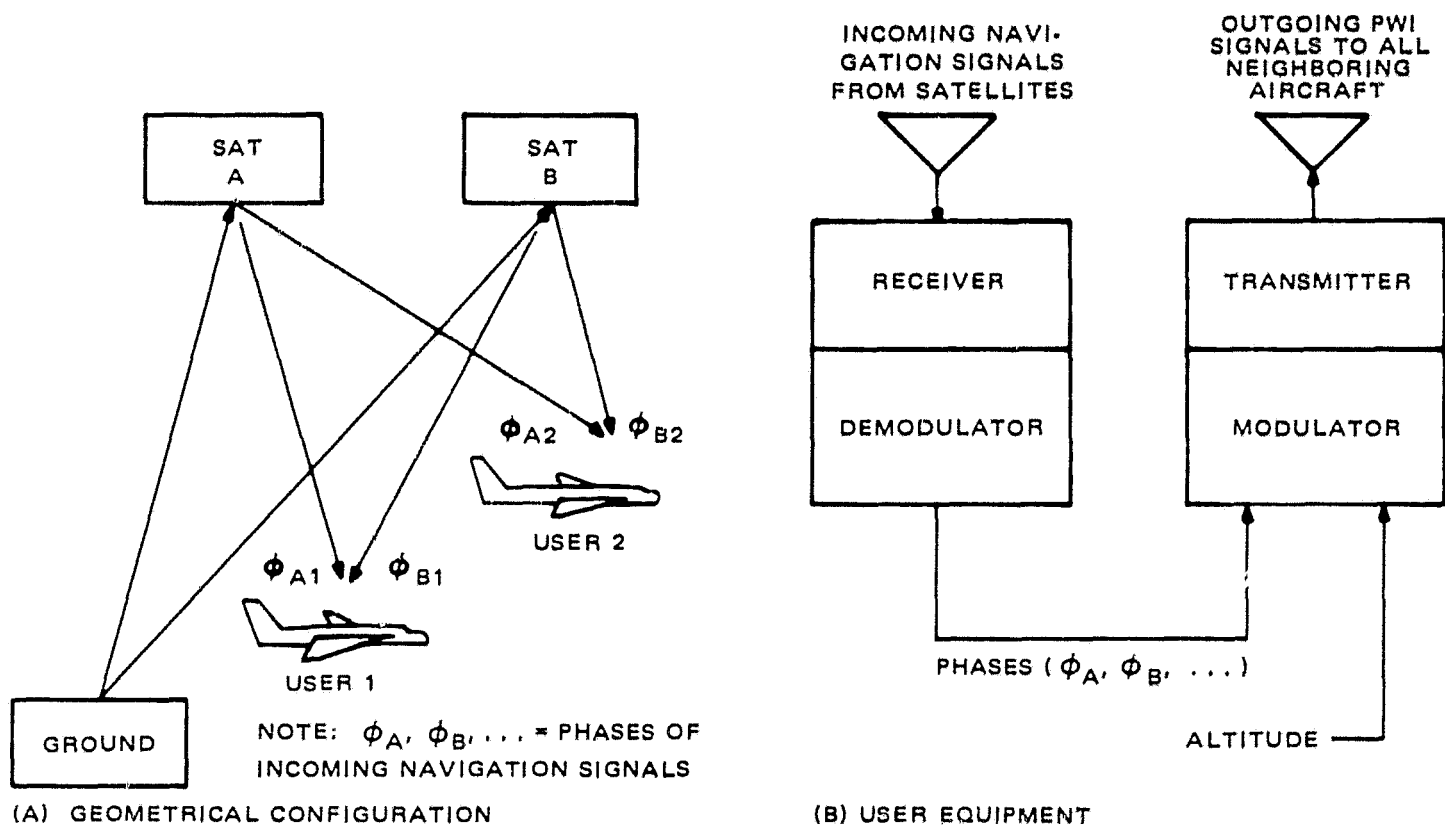 SAT
A
SAT
B
ϕA2
ϕB2
USER 2
ϕA1
ϕB1
USER 1
GROUND
NOTE: ϕA, ϕB, ... = PHASES OF
INCOMING NAVIGATION SIGNALS
(A) GEOMETRICAL CONFIGURATION
INCOMING NAVI-
GATION SIGNALS
FROM SATELLITES
OUTGOING PWI
SIGNALS TO ALL
NEIGHBORING
AIRCRAFT
RECEIVER
TRANSMITTER
DEMODULATOR
MODULATOR
PHASES (ϕA, ϕB, ...)
ALTITUDE
(B) USER EQUIPMENT